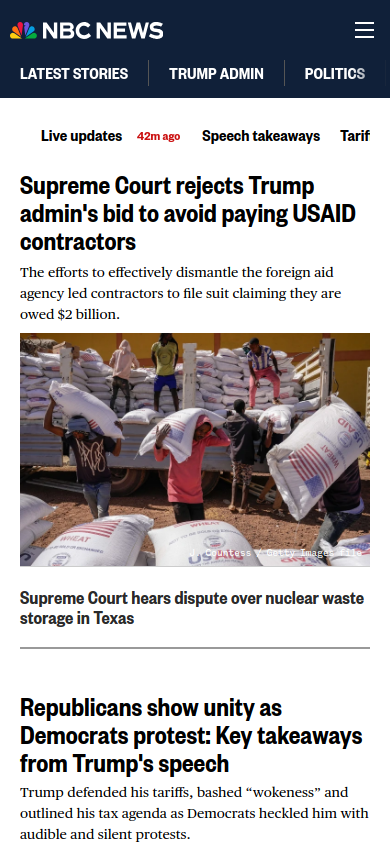 NBC NEWS
LATEST STORIES
TRUMP ADMIN
POLITICS
Live updates 42m ago Speech takeaways Tarif
Supreme Court rejects Trump
admin's bid to avoid paying USAID
contractors
The efforts to effectively dismantle the foreign aid
agency led contractors to file suit claiming they are
owed $2 billion.
USAID
WHEAT
WHEAT
J. Countess / Getty Images file
Supreme Court hears dispute over nuclear waste
storage in Texas
Republicans show unity as
Democrats protest: Key takeaways
from Trump's speech
Trump defended his tariffs, bashed “wokeness” and
outlined his tax agenda as Democrats heckled him with
audible and silent protests.